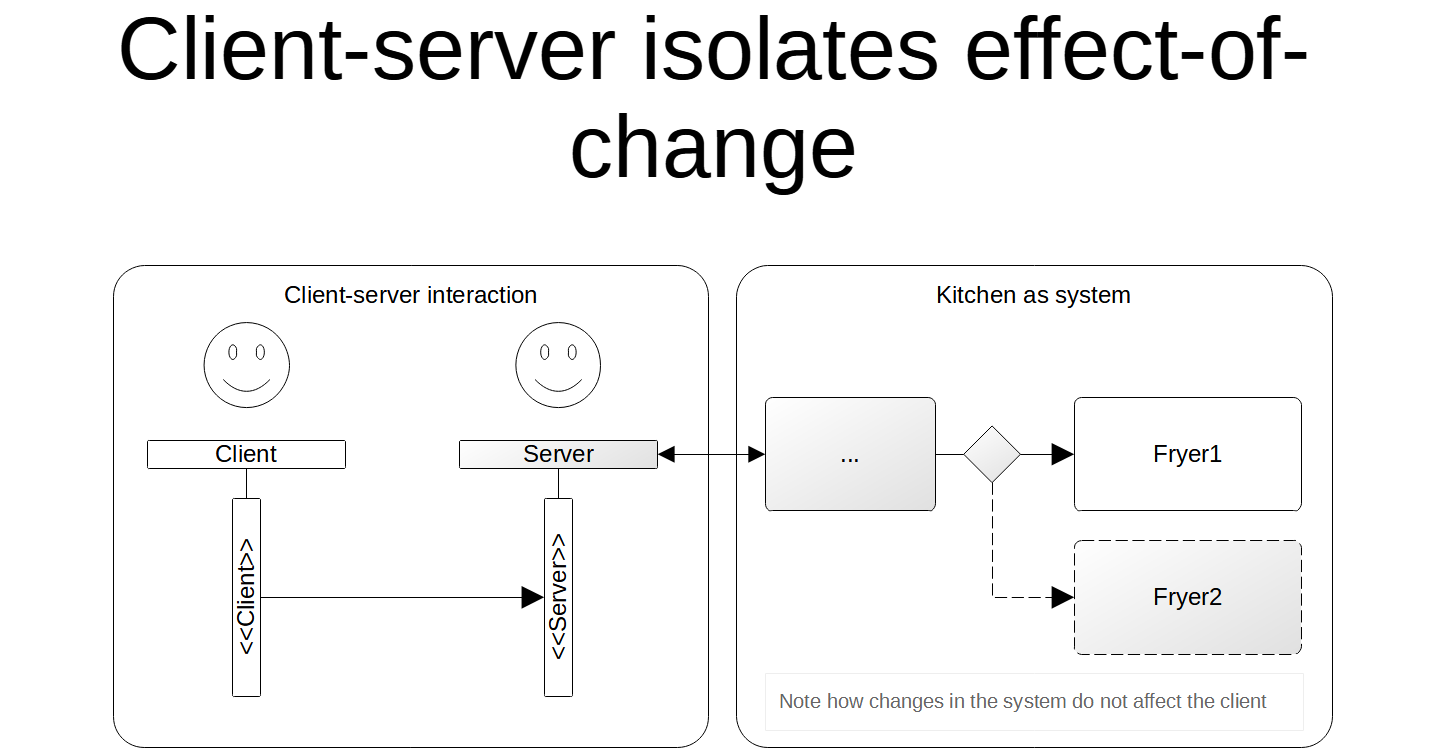 Client-server isolates effect-of-
change
Client-server interaction
Client
Server
<<Client>>
<<Server>>
Kitchen as system
...
Fryer1
Fryer2
Note how changes in the system do not affect the client